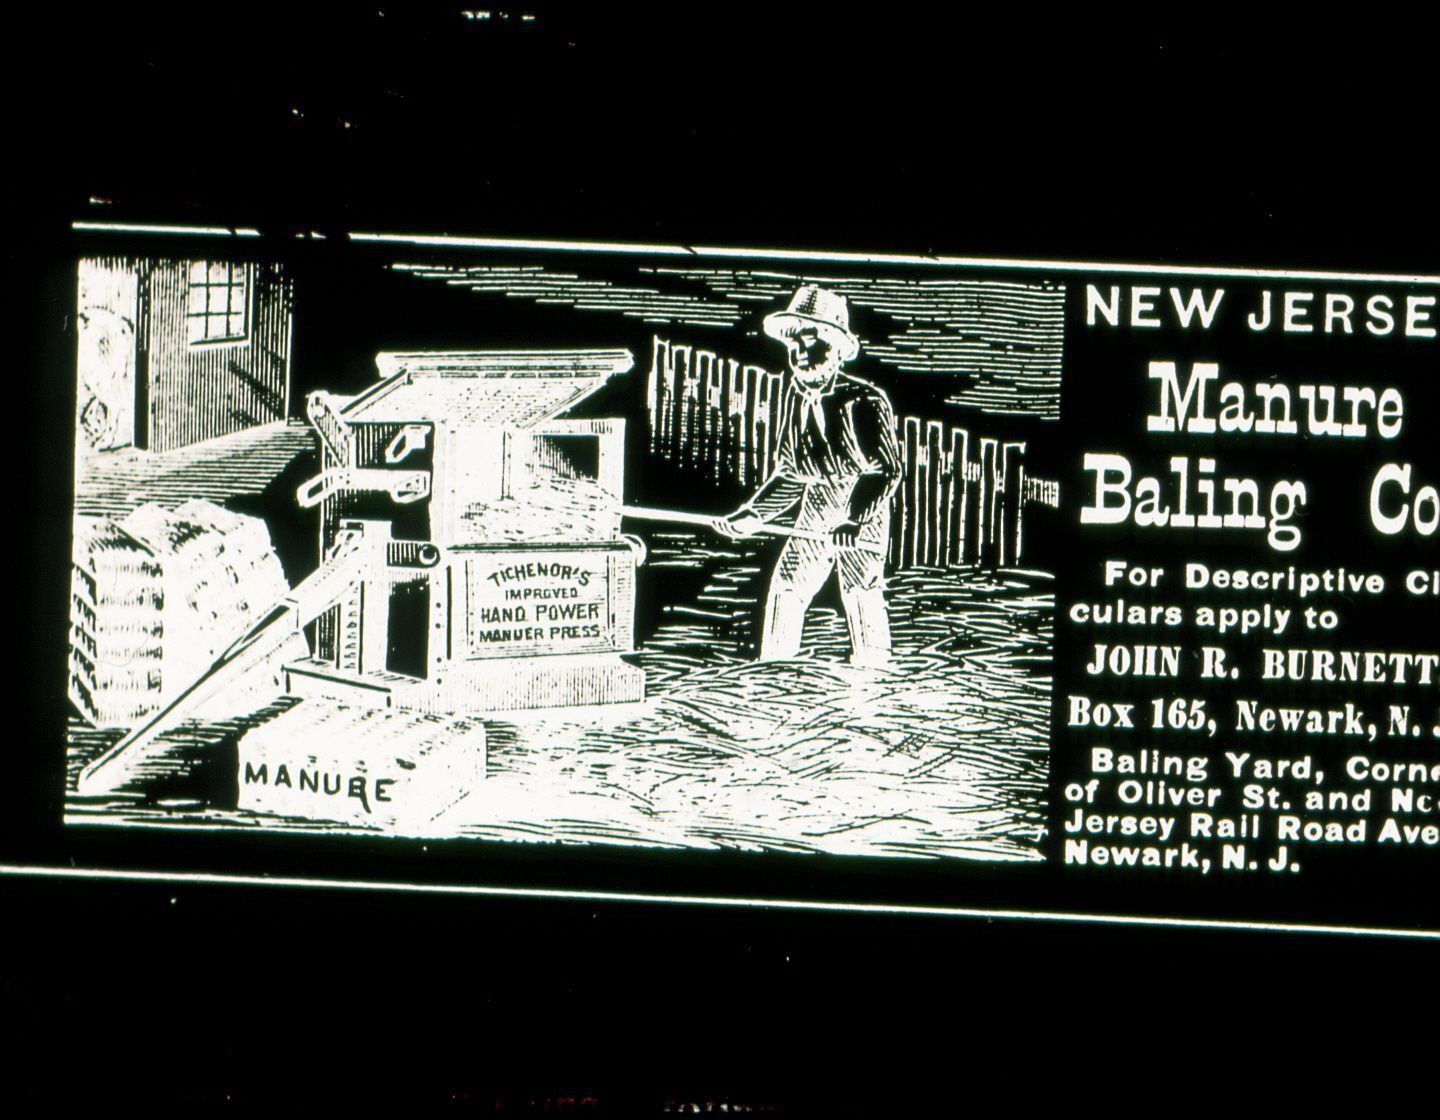 TICHENOR'S
IMPROVED
HAND POWER
MANUER PRESS
MANURE
NEW JERSE
Manure
Baling Co
For Descriptive Ci
culars apply to
JOHN R. BURNETT
Box 165, Newark, N. J
Baling Yard, Corne
of Oliver St. and
Jersey Rail Road Ave
Newark, N. J.